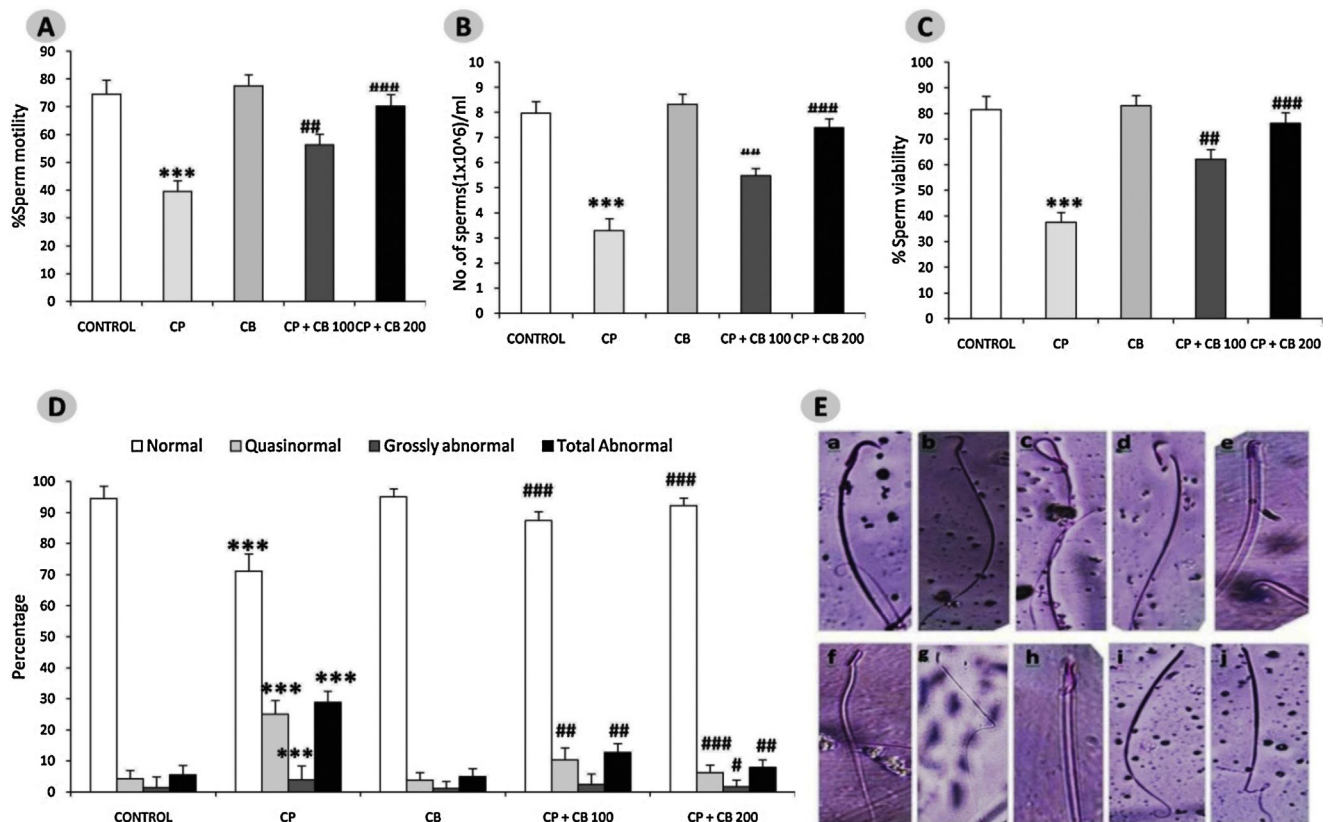 A
%Sperm motility
90
80
70
60
50
40
30
20
10
0
***
##
###
CONTROL CP CB CP + CB 100 CP + CB 200
B
No .of sperms(1x10^6)/ml
10
9
8
7
6
5
4
3
2
1
0
***
###
CONTROL CP CB CP + CB 100 CP + CB 200
C
% Sperm viability
100
90
80
70
60
50
40
30
20
10
0
***
##
###
CONTROL CP CB CP + CB 100 CP + CB 200
D
Normal Quasinormal Grossly abnormal Total Abnormal
Percentage
100
90
80
70
60
50
40
30
20
10
0
*** *** *** ***
### ## ##
### ### # ##
CONTROL CP CB CP + CB 100 CP + CB 200
E
a b c d e
f g h i j